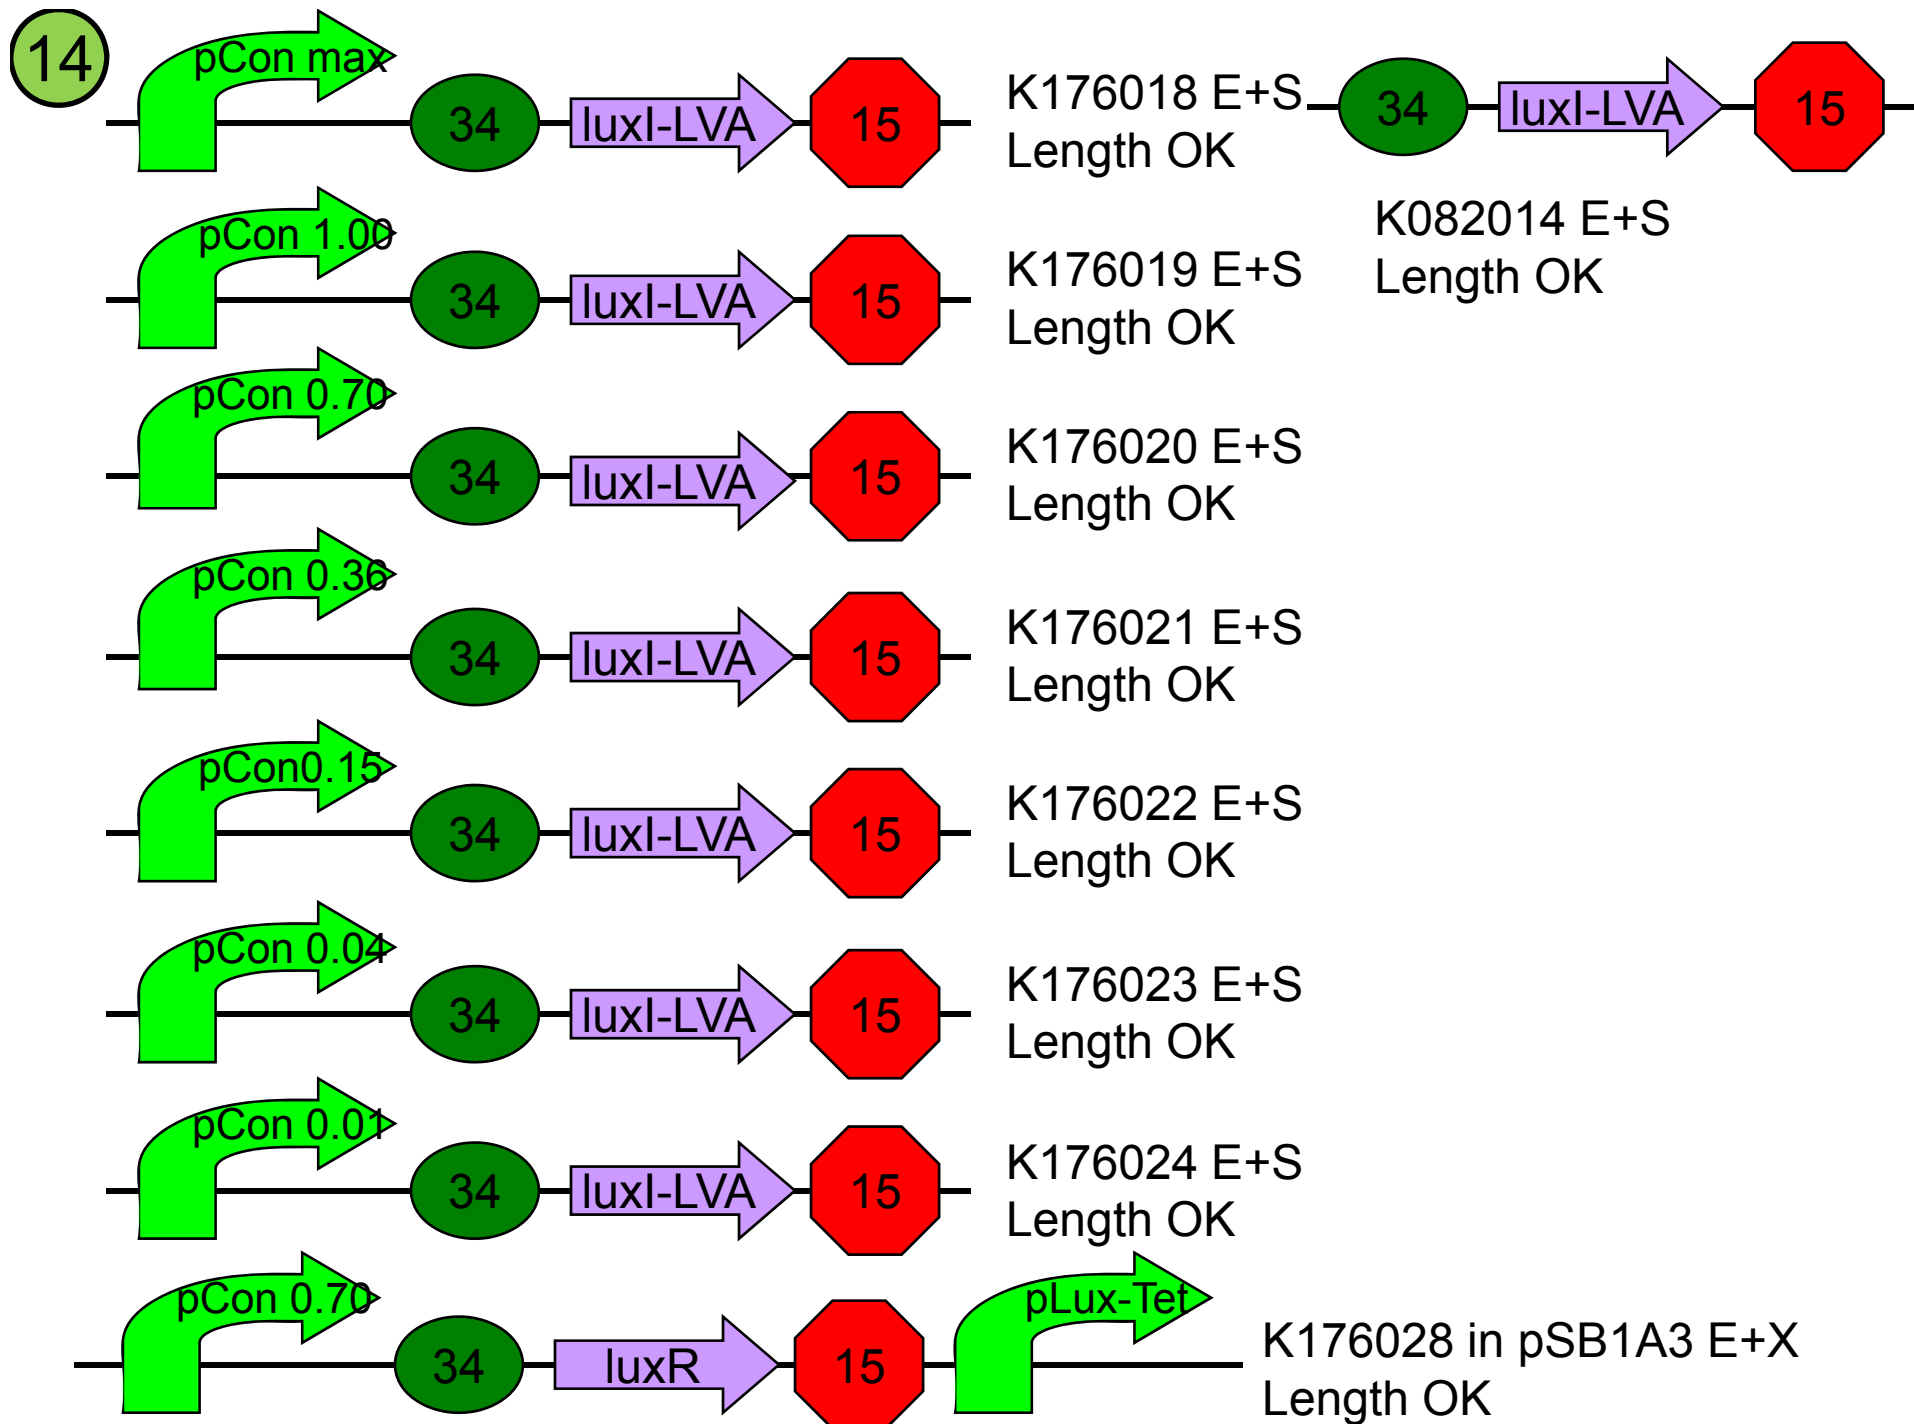 14
pCon max
34
luxI-LVA
15
K176018 E+S
Length OK
34
luxI-LVA
15
K082014 E+S
Length OK
pCon 1.00
34
luxI-LVA
15
K176019 E+S
Length OK
pCon 0.70
34
luxI-LVA
15
K176020 E+S
Length OK
pCon 0.36
34
luxI-LVA
15
K176021 E+S
Length OK
pCon0.15
34
luxI-LVA
15
K176022 E+S
Length OK
pCon 0.04
34
luxI-LVA
15
K176023 E+S
Length OK
pCon 0.01
34
luxI-LVA
15
K176024 E+S
Length OK
pCon 0.70
34
luxR
15
pLux-Tet
K176028 in pSB1A3 E+X
Length OK